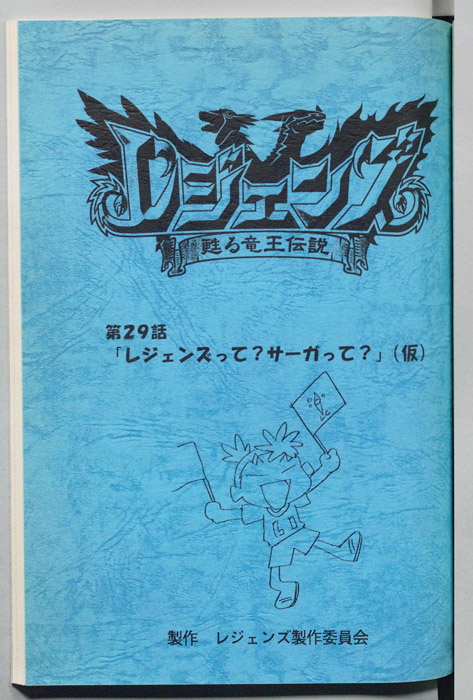 レジェンズ
甦る竜王伝説
第29話
「レジェンズって？サーガって？」(仮)
製作　レジェンズ製作委員会